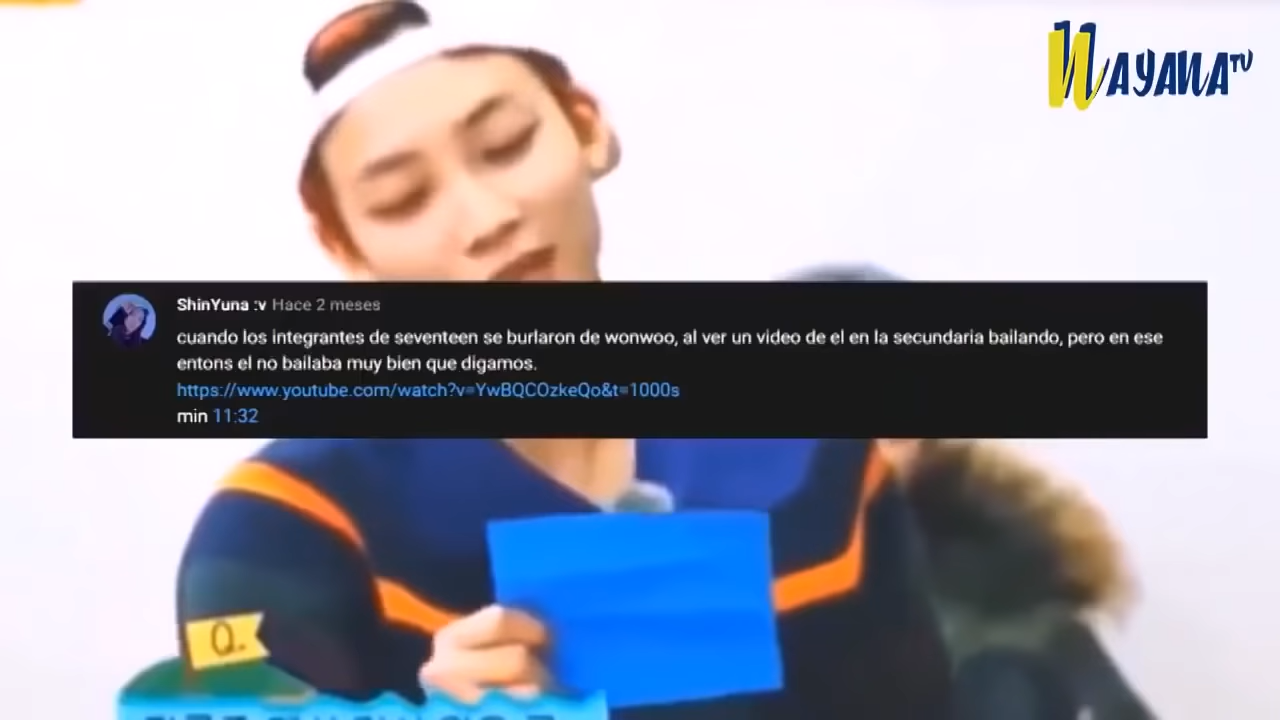 NAYANA TV
ShinYuna :v Hace 2 meses
cuando los integrantes de seventeen se burlaron de wonwoo, al ver un video de el en la secundaria bailando, pero en ese
entons el no bailaba muy bien que digamos.
https://www.youtube.com/watch?v=YwBQCOzkeQo&t=1000s
min 11:32
Q.